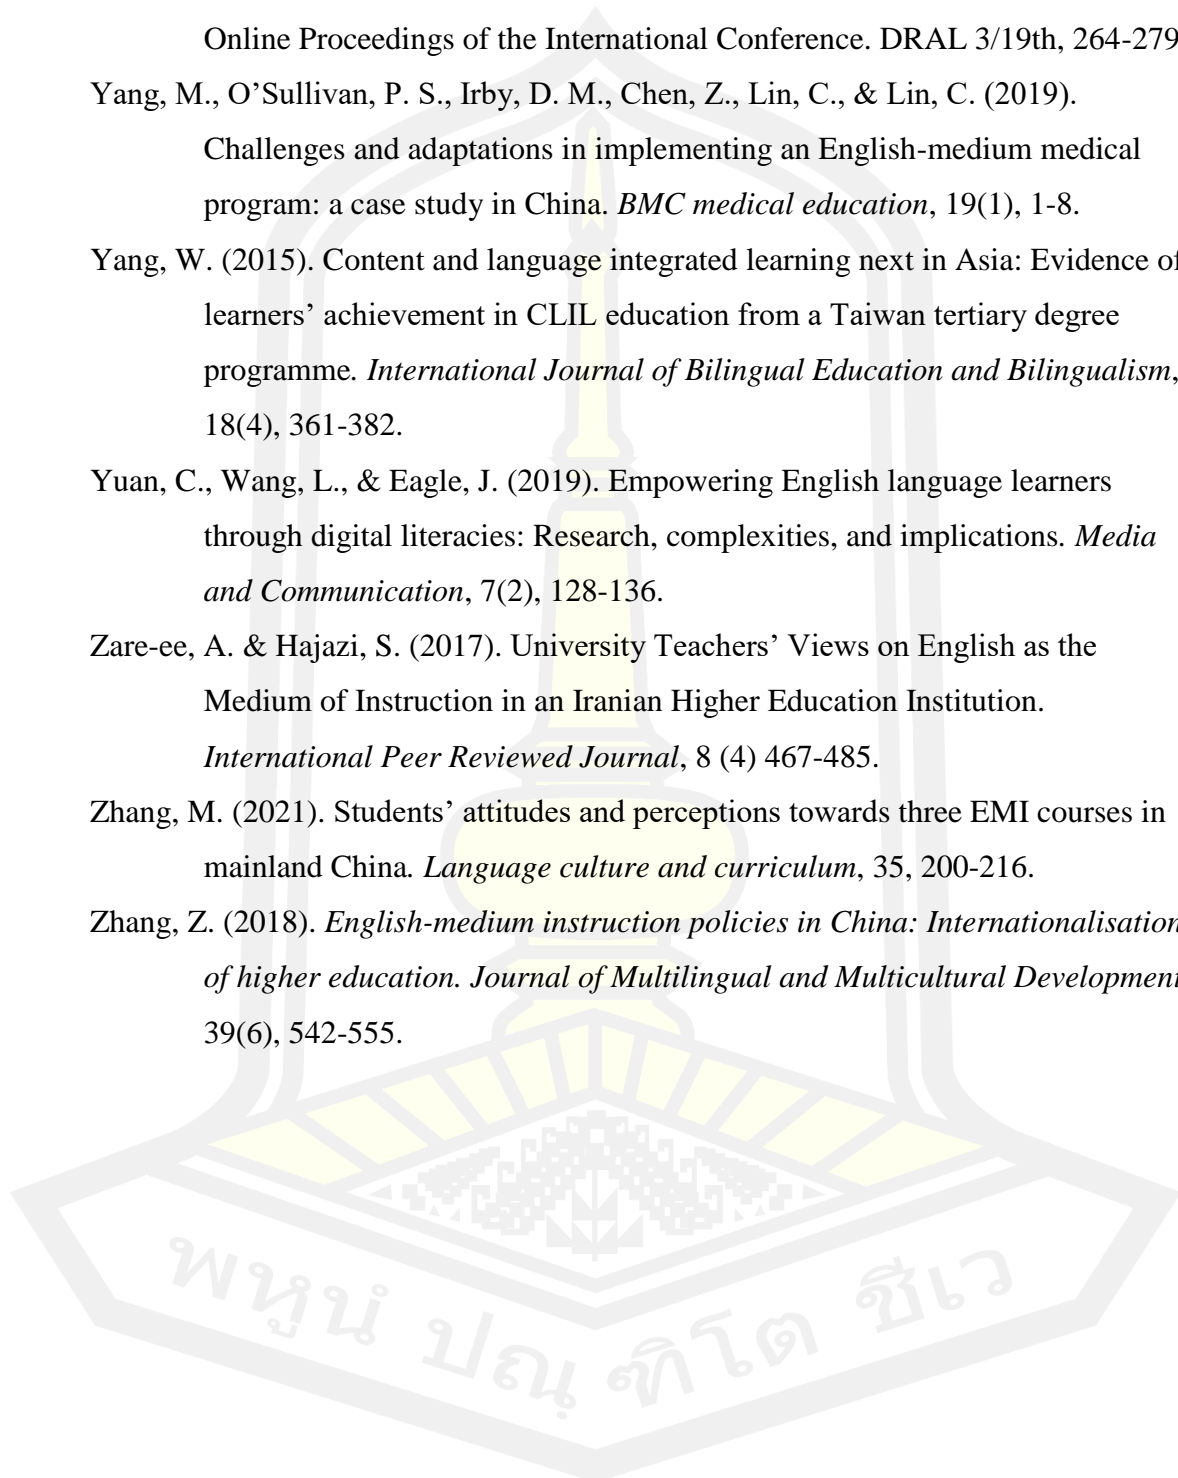 Online Proceedings of the International Conference. DRAL 3/19th, 264-279
Yang, M., O’Sullivan, P. S., Irby, D. M., Chen, Z., Lin, C., & Lin, C. (2019).
Challenges and adaptations in implementing an English-medium medical
program: a case study in China. BMC medical education, 19(1), 1-8.
Yang, W. (2015). Content and language integrated learning next in Asia: Evidence of
learners’ achievement in CLIL education from a Taiwan tertiary degree
programme. International Journal of Bilingual Education and Bilingualism,
18(4), 361-382.
Yuan, C., Wang, L., & Eagle, J. (2019). Empowering English language learners
through digital literacies: Research, complexities, and implications. Media
and Communication, 7(2), 128-136.
Zare-ee, A. & Hajazi, S. (2017). University Teachers’ Views on English as the
Medium of Instruction in an Iranian Higher Education Institution.
International Peer Reviewed Journal, 8 (4) 467-485.
Zhang, M. (2021). Students’ attitudes and perceptions towards three EMI courses in
mainland China. Language culture and curriculum, 35, 200-216.
Zhang, Z. (2018). English-medium instruction policies in China: Internationalisation
of higher education. Journal of Multilingual and Multicultural Development
39(6), 542-555.
พหูนํ ปณฺฑิโต ชีเว